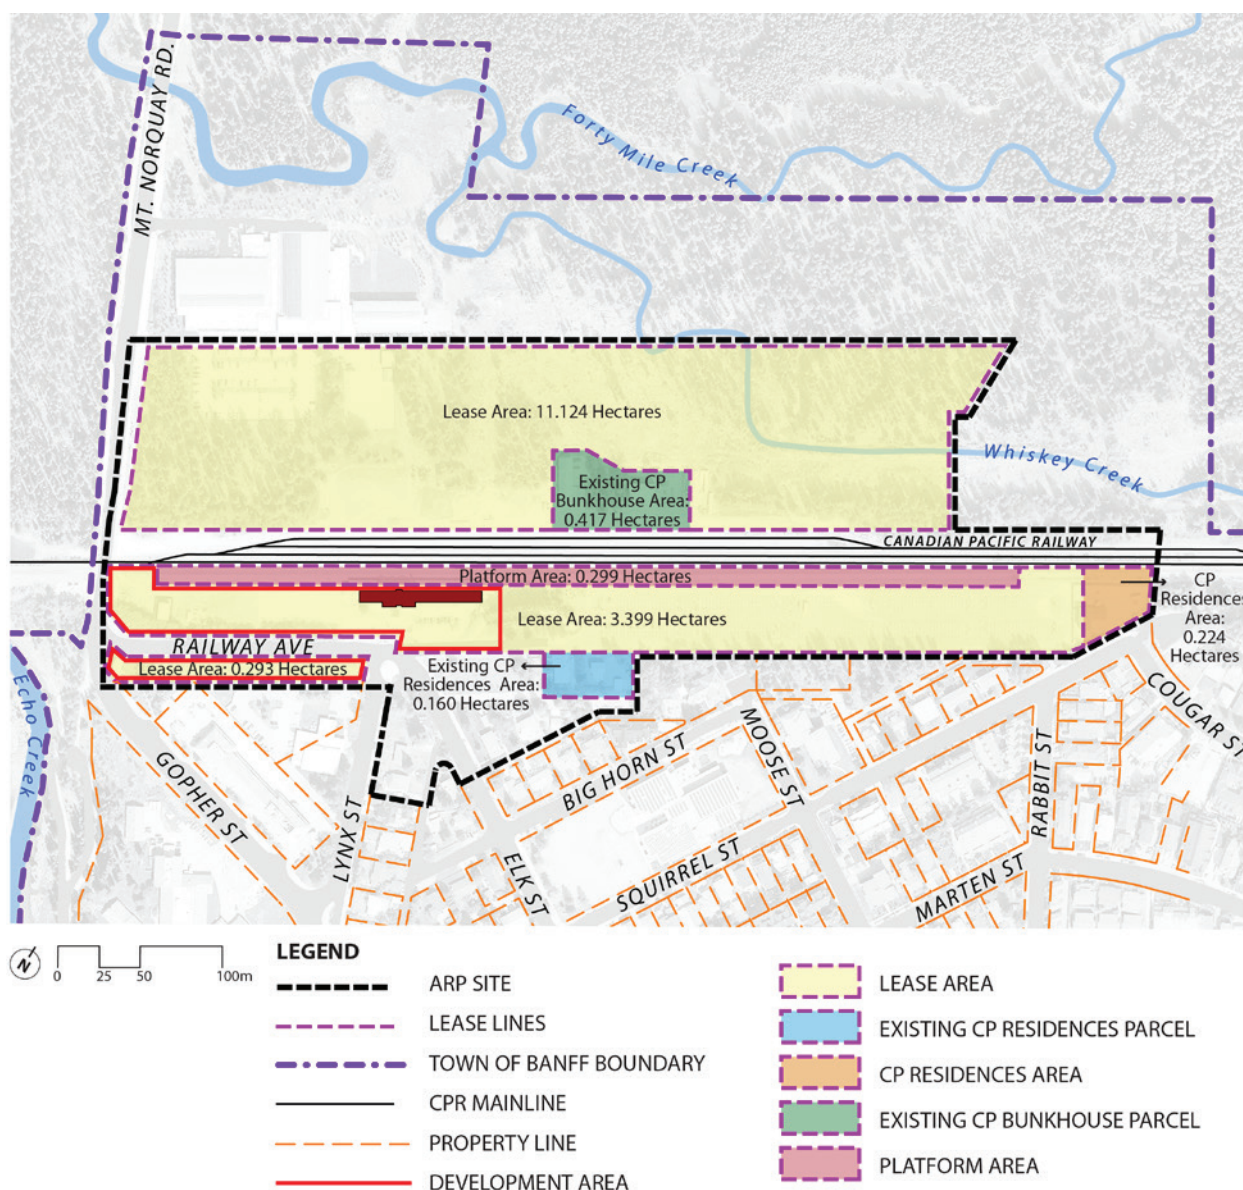 MT. NORQUAY RD.
Forty Mile Creek
Lease Area: 11.124 Hectares
Whiskey Creek
Existing CP
Bunkhouse Area:
0.417 Hectares
CANADIAN PACIFIC RAILWAY
Platform Area: 0.299 Hectares
CP
Residences
Area:
0.224
Hectares
Lease Area: 3.399 Hectares
RAILWAY AVE
Lease Area: 0.293 Hectares
Existing CP
Residences Area:
0.160 Hectares
Echo Creek
GOPHER ST
LYNX ST
ELK ST
BIG HORN ST
MOOSE ST
SQUIRREL ST
MARTEN ST
RABBIT ST
COUGAR ST
N
0 25 50 100m
LEGEND
ARP SITE
LEASE LINES
TOWN OF BANFF BOUNDARY
CPR MAINLINE
PROPERTY LINE
DEVELOPMENT AREA
LEASE AREA
EXISTING CP RESIDENCES PARCEL
CP RESIDENCES AREA
EXISTING CP BUNKHOUSE PARCEL
PLATFORM AREA